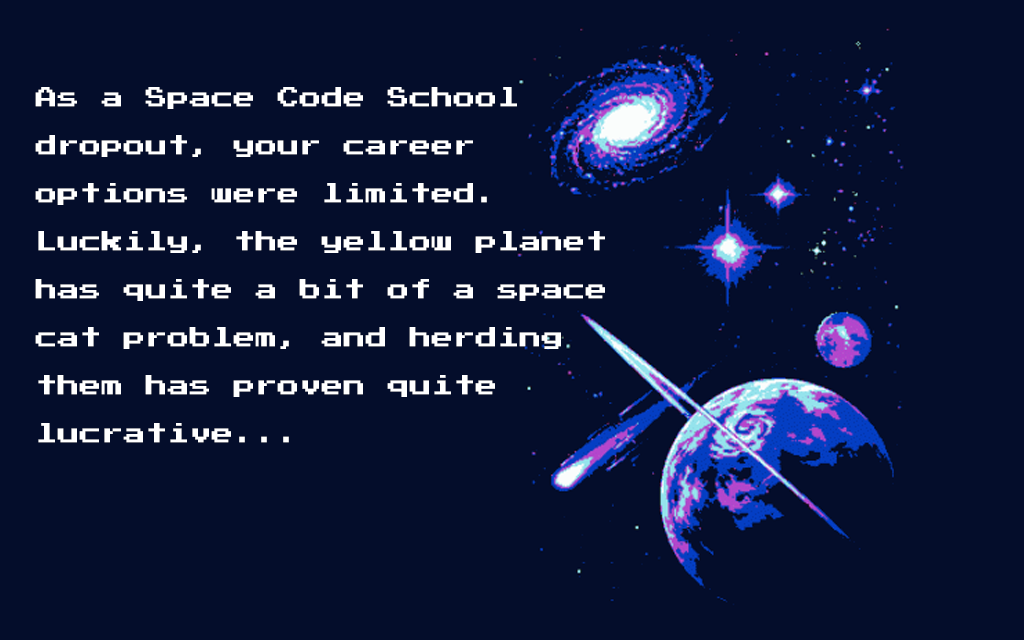 As a Space Code School
dropout, your career
options were limited.
Luckily, the yellow planet
has quite a bit of a space
cat problem, and herding
them has proven quite
lucrative...